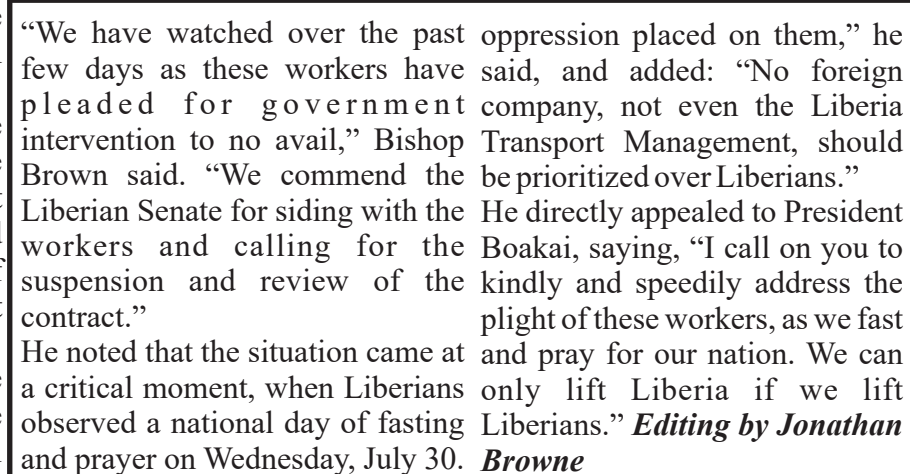 “We have watched over the past
few days as these workers have
pleaded for government
intervention to no avail,” Bishop
Brown said. “We commend the
Liberian Senate for siding with the
workers and calling for the
suspension and review of the
contract.”
He noted that the situation came at
a critical moment, when Liberians
observed a national day of fasting
and prayer on Wednesday, July 30.
oppression placed on them,” he
said, and added: “No foreign
company, not even the Liberia
Transport Management, should
be prioritized over Liberians.”
He directly appealed to President
Boakai, saying, “I call on you to
kindly and speedily address the
plight of these workers, as we fast
and pray for our nation. We can
only lift Liberia if we lift
Liberians.” Editing by Jonathan
Browne